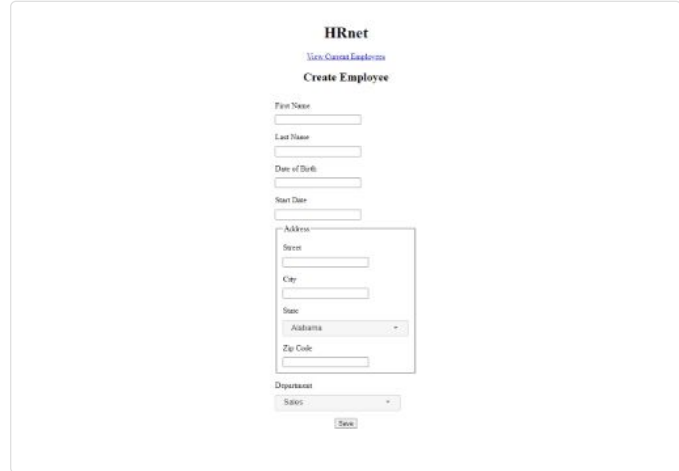 HRnet
View Current Employees
Create Employee
First Name
Last Name
Date of Birth
Start Date
Address
Street
City
State
Alabama
Zip Code
Department
Sales
Save